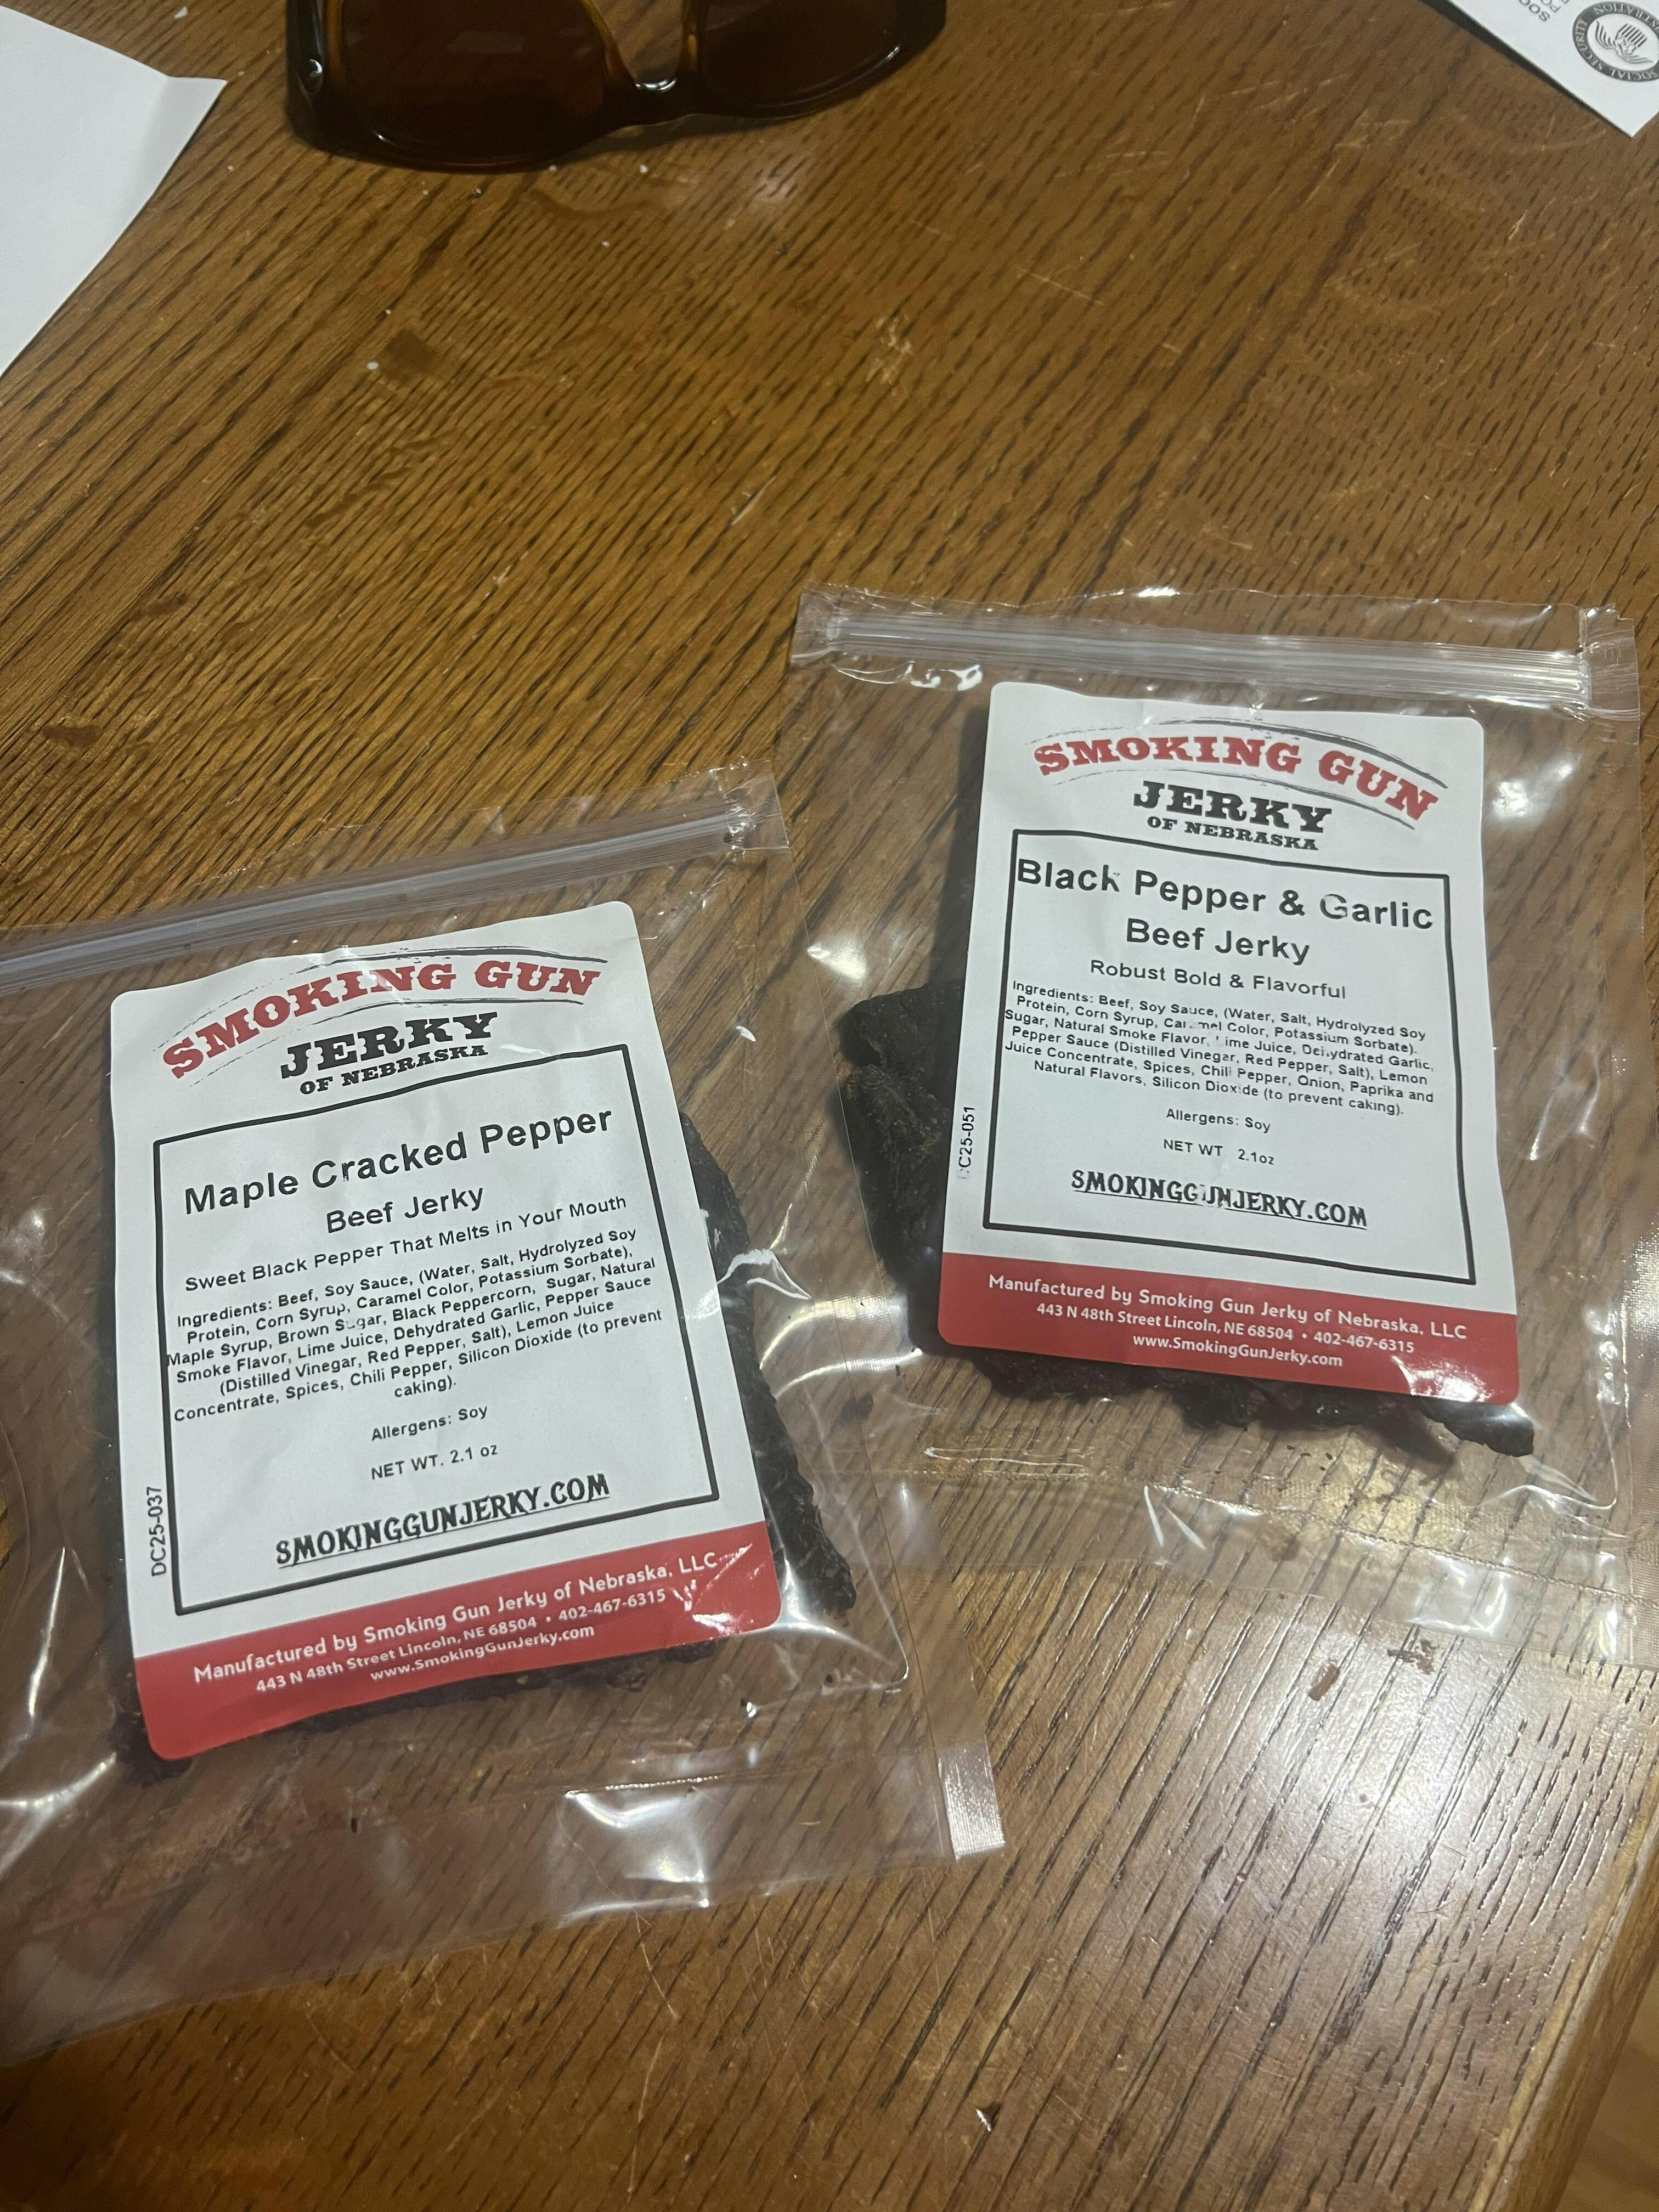 SOCIAL SECURITY
SMOKING GUN
JERKY
OF NEBRASKA
Maple Cracked Pepper
Beef Jerky
Sweet Black Pepper That Melts in Your Mouth
Ingredients: Beef, Soy Sauce, (Water, Salt, Hydrolyzed Soy
Protein, Corn Syrup, Caramel Color, Potassium Sorbate),
Maple Syrup, Brown Sugar, Black Peppercorn, Sugar, Natural
Smoke Flavor, Lime Juice, Dehydrated Garlic, Pepper Sauce
(Distilled Vinegar, Red Pepper, Salt), Lemon Juice
Concentrate, Spices, Chili Pepper, Silicon Dioxide (to prevent
caking).
Allergens: Soy
NET WT. 2.1 oz
SMOKINGGUNJERKY.COM
DC25-037
Manufactured by Smoking Gun Jerky of Nebraska, LLC
443 N 48th Street Lincoln, NE 68504 • 402-467-6315
www.SmokingGunJerky.com
SMOKING GUN
JERKY
OF NEBRASKA
Black Pepper & Garlic
Beef Jerky
Robust Bold & Flavorful
Ingredients: Beef, Soy Sauce, (Water, Salt, Hydrolyzed Soy
Protein, Corn Syrup, Caramel Color, Potassium Sorbate).
Sugar, Natural Smoke Flavor, Lime Juice, Dehydrated Garlic,
Pepper Sauce (Distilled Vinegar, Red Pepper, Salt), Lemon
Juice Concentrate, Spices, Chili Pepper, Onion, Paprika and
Natural Flavors, Silicon Dioxide (to prevent caking).
Allergens: Soy
NET WT 2.1oz
SMOKINGGUNJERKY.COM
DC25-051
Manufactured by Smoking Gun Jerky of Nebraska, LLC
443 N 48th Street Lincoln, NE 68504 • 402-467-6315
www.SmokingGunJerky.com